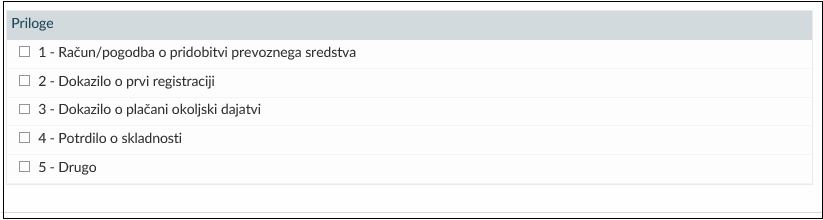 Priloge
1 - Račun/pogodba o pridobitvi prevoznega sredstva
2 - Dokazilo o prvi registraciji
3 - Dokazilo o plačani okoljski dajatvi
4 - Potrdilo o skladnosti
5 - Drugo